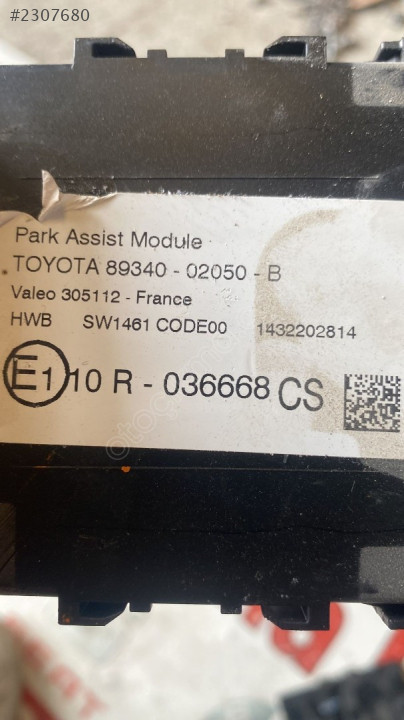 #2307680
Park Assist Module
TOYOTA 89340 - 02050 - B
Valeo 305112 - France
HWB SW1461 CODE00 1432202814
E1 10 R - 036668 CS